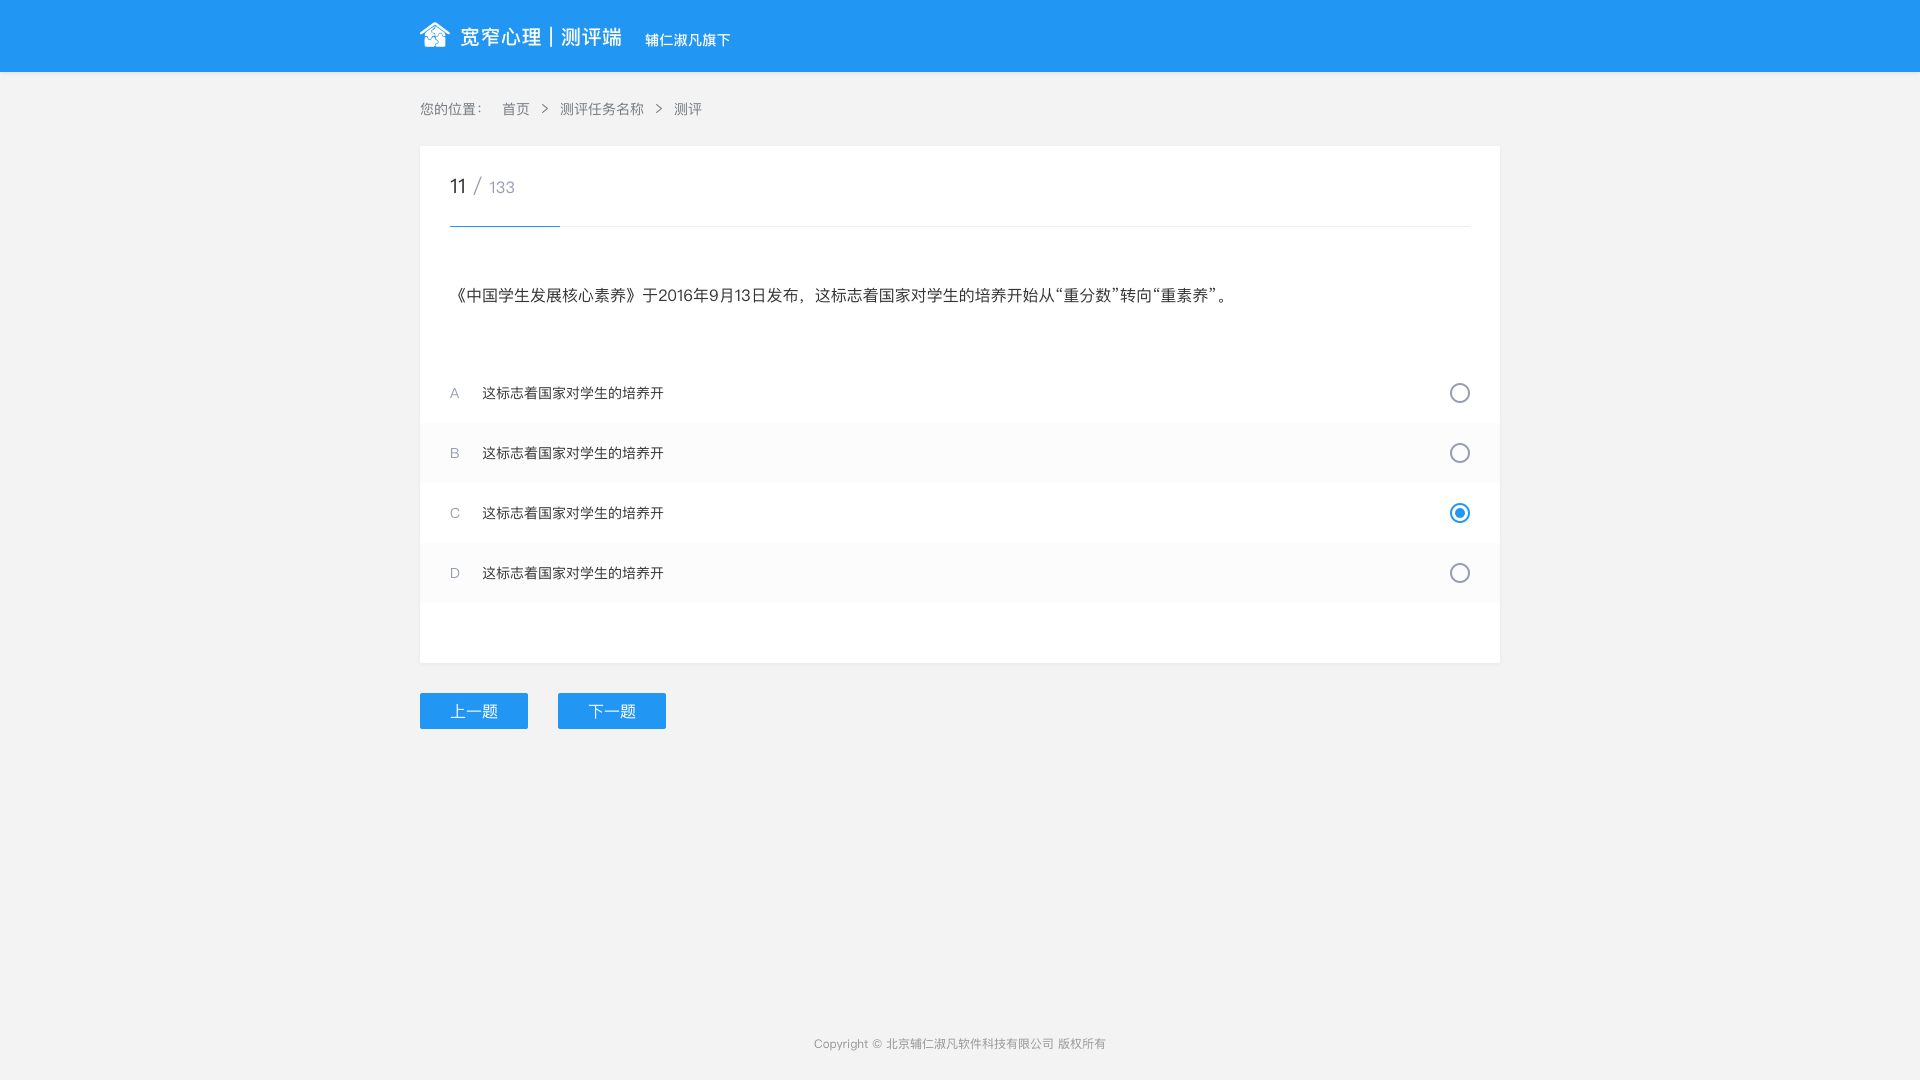 宽窄心理 | 测评端 辅仁淑凡旗下
您的位置： 首页 > 测评任务名称 > 测评
11 / 133
《中国学生发展核心素养》于2016年9月13日发布，这标志着国家对学生的培养开始从“重分数”转向“重素养”。
A 这标志着国家对学生的培养开
B 这标志着国家对学生的培养开
C 这标志着国家对学生的培养开
D 这标志着国家对学生的培养开
上一题 下一题
Copyright © 北京辅仁淑凡软件科技有限公司 版权所有